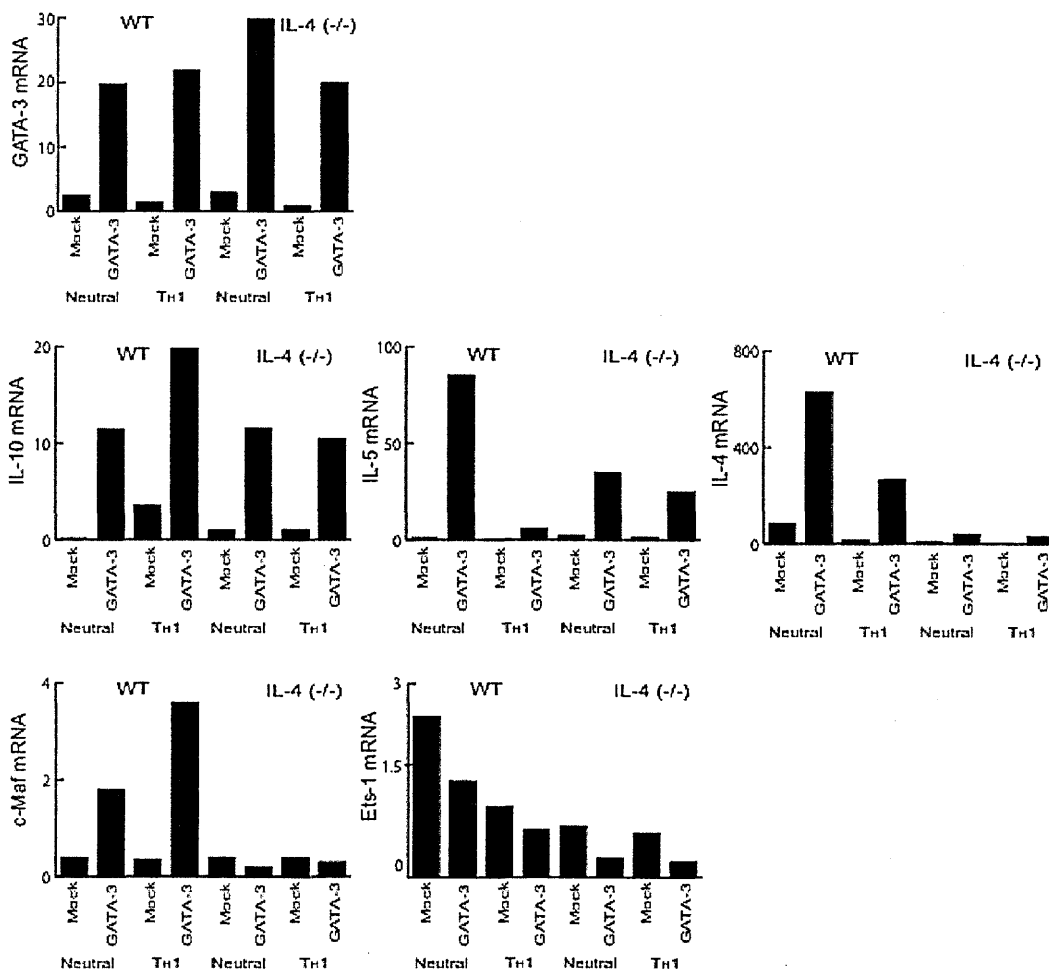 GATA-3 mRNA
30
20
10
0
WT
IL-4 (-/-)
Mock
GATA-3
Mock
GATA-3
Mock
GATA-3
Mock
GATA-3
Neutral
TH1
Neutral
TH1
IL-10 mRNA
20
10
0
WT
IL-4 (-/-)
Mock
GATA-3
Mock
GATA-3
Mock
GATA-3
Mock
GATA-3
Neutral
TH1
Neutral
TH1
IL-5 mRNA
100
50
0
WT
IL-4 (-/-)
Mock
GATA-3
Mock
GATA-3
Mock
GATA-3
Mock
GATA-3
Neutral
TH1
Neutral
TH1
IL-4 mRNA
800
400
0
WT
IL-4 (-/-)
Mock
GATA-3
Mock
GATA-3
Mock
GATA-3
Mock
GATA-3
Neutral
TH1
Neutral
TH1
c-Maf mRNA
4
2
0
WT
IL-4 (-/-)
Mock
GATA-3
Mock
GATA-3
Mock
GATA-3
Mock
GATA-3
Neutral
TH1
Neutral
TH1
Ets-1 mRNA
3
1.5
0
WT
IL-4 (-/-)
Mock
GATA-3
Mock
GATA-3
Mock
GATA-3
Mock
GATA-3
Neutral
TH1
Neutral
TH1